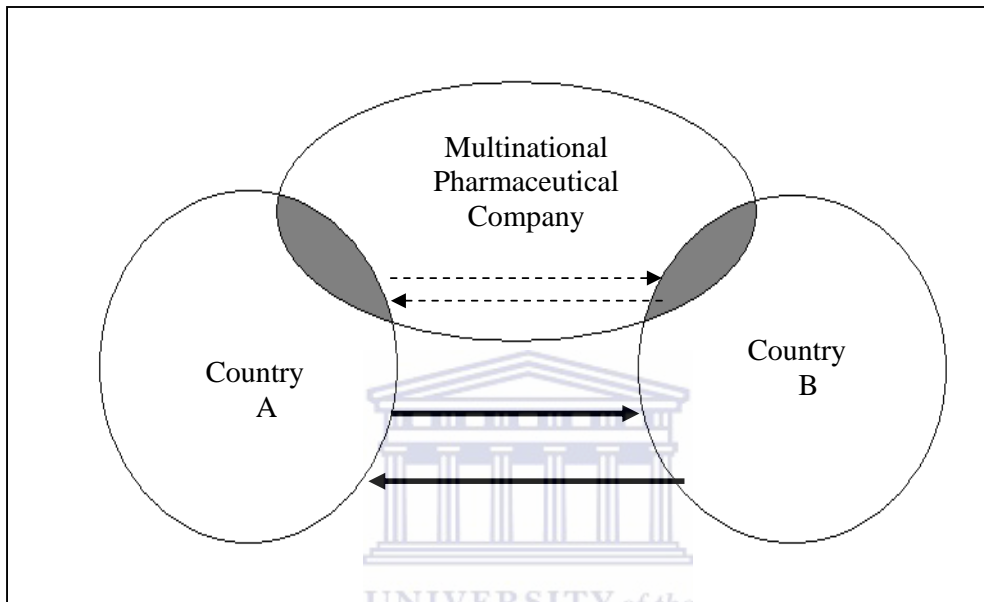 Multinational
Pharmaceutical
Company
Country
A
Country
B
UNIVERSITY of the